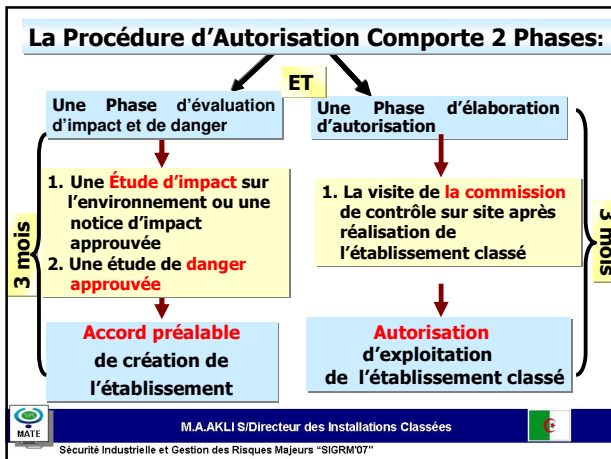 La Procédure d'Autorisation Comporte 2 Phases:
ET
Une Phase d'évaluation
d'impact et de danger
Une Phase d'élaboration
d'autorisation
3 mois
1. Une Étude d'impact sur
l'environnement ou une
notice d'impact
approuvée
2. Une étude de danger
approuvée
1. La visite de la commission
de contrôle sur site après
réalisation de
l'établissement classé
3 mois
Accord préalable
de création de
l'établissement
Autorisation
d'exploitation
de l'établissement classé
MATE
M.A.AKLI S/Directeur des Installations Classées
Sécurité Industrielle et Gestion des Risques Majeurs "SIGRM'07"